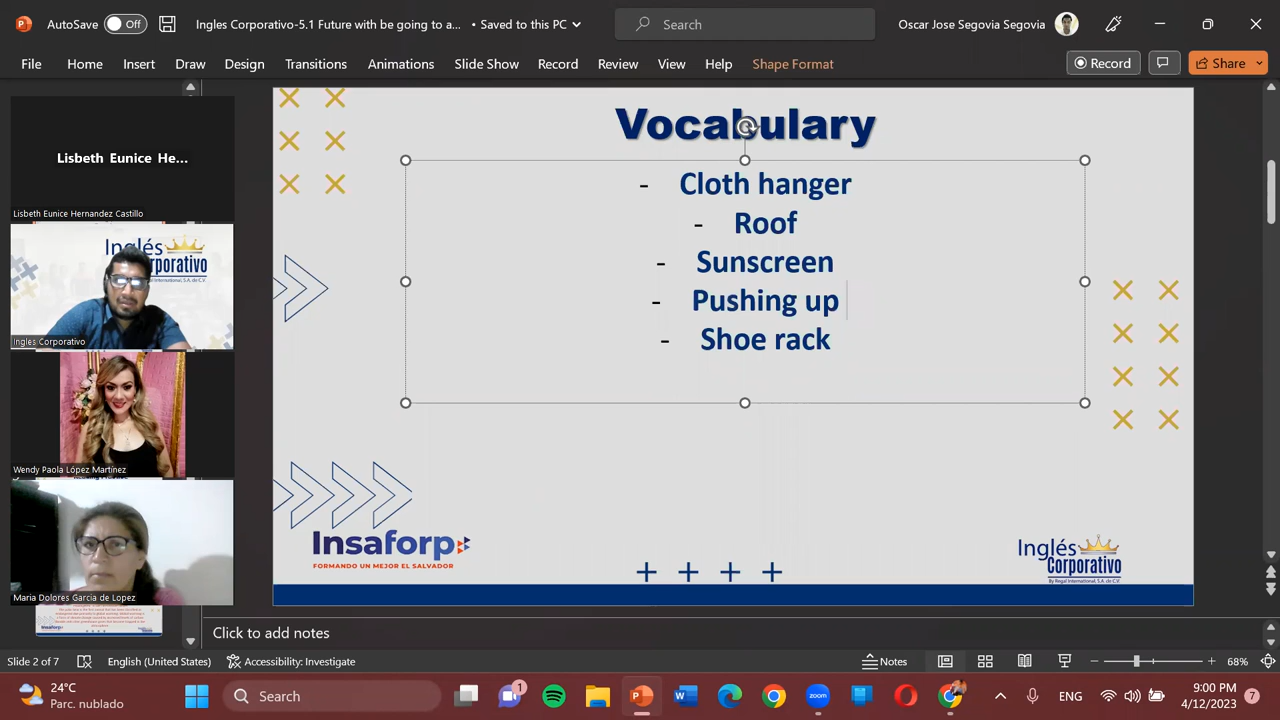 AutoSave Off Ingles Corporativo-5.1 Future with be going to a... • Saved to this PC Search Oscar Jose Segovia Segovia
File Home Insert Draw Design Transitions Animations Slide Show Record Review View Help Shape Format Record Share
Vocabulary
- Cloth hanger
- Roof
- Sunscreen
- Pushing up
- Shoe rack
Lisbeth Eunice He...
Lisbeth Eunice Hernandez Castillo
Inglés
Corporativo
Ingles Corporativo
Wendy Paola López Martínez
Maria Dolores García de Lopez
Insaforp
FORMANDO UN MEJOR EL SALVADOR
Inglés
Corporativo
By Regal International, S.A. de C.V.
Click to add notes
Slide 2 of 7 English (United States) Accessibility: Investigate Notes 68%
24°C
Parc. nublado
Search
1
zoom
ENG
9:00 PM
4/12/2023
7